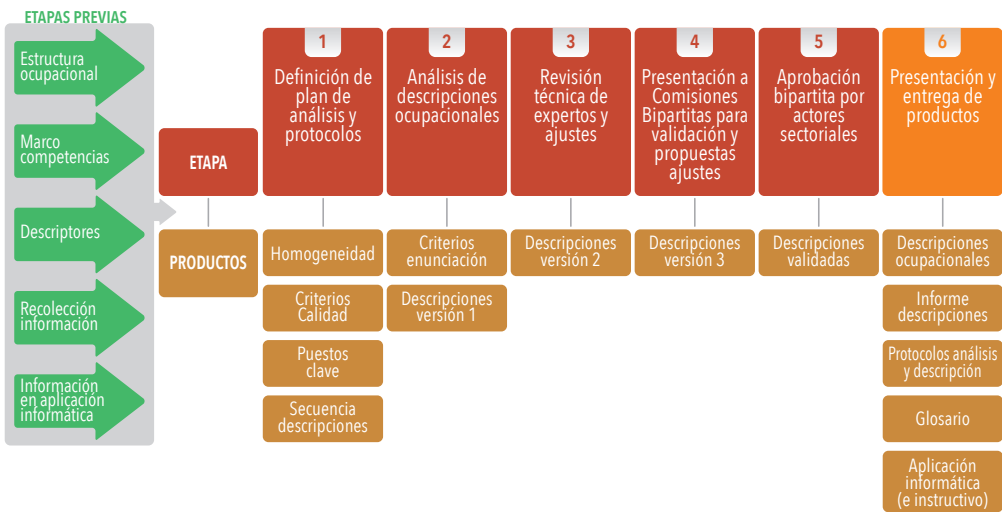 ETAPAS PREVIAS
Estructura
ocupacional
Marco
competencias
Descriptores
Recolección
información
Información
en aplicación
informática
ETAPA
PRODUCTOS
1
Definición de
plan de
análisis y
protocolos
Homogeneidad
Criterios
Calidad
Puestos
clave
Secuencia
descripciones
2
Análisis de
descripciones
ocupacionales
Criterios
enunciación
Descripciones
versión 1
3
Revisión
técnica de
expertos y
ajustes
Descripciones
versión 2
4
Presentación a
Comisiones
Bipartitas para
validación y
propuestas
ajustes
Descripciones
versión 3
5
Aprobación
bipartita por
actores
sectoriales
Descripciones
validadas
6
Presentación y
entrega de
productos
Descripciones
ocupacionales
Informe
descripciones
Protocolos análisis
y descripción
Glosario
Aplicación
informática
(e instructivo)